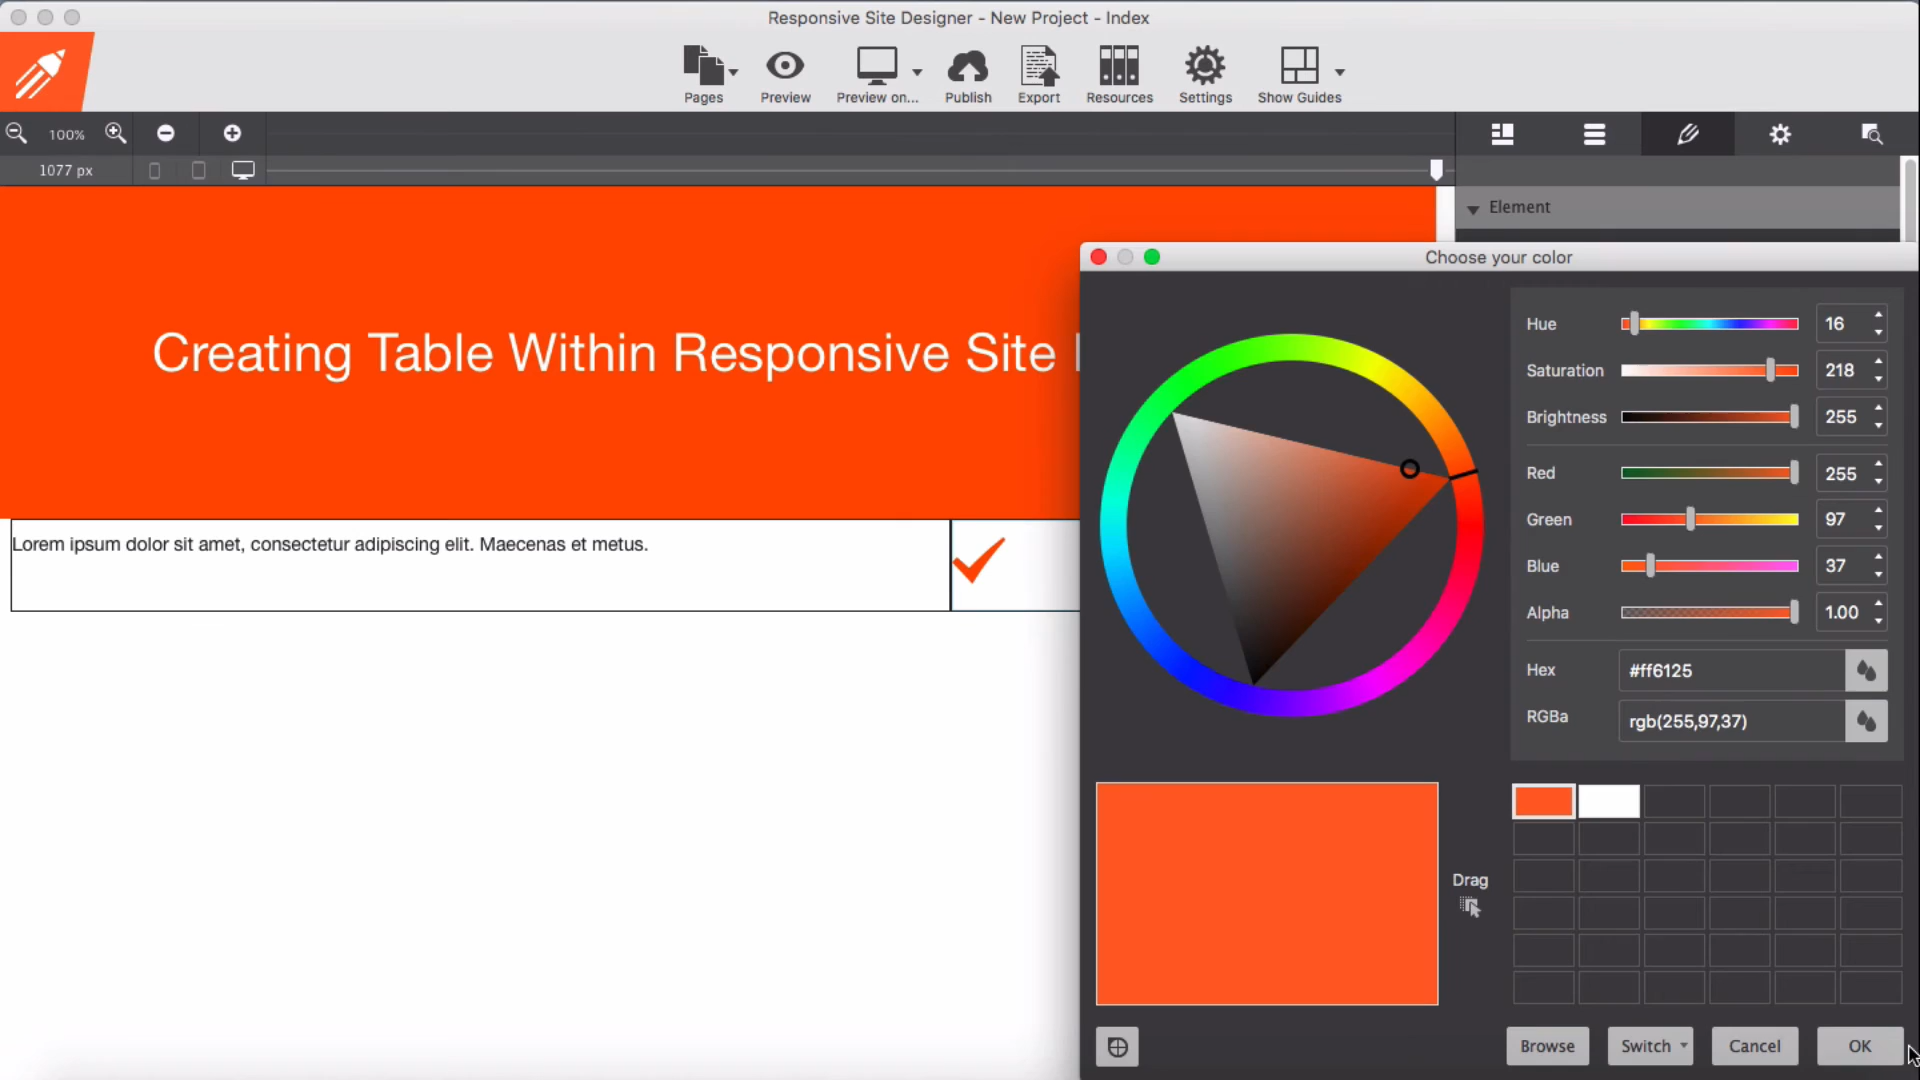 Responsive Site Designer - New Project - Index
Pages
Preview
Preview on...
Publish
Export
Resources
Settings
Show Guides
100%
1077 px
Element
Creating Table Within Responsive Site
Lorem ipsum dolor sit amet, consectetur adipiscing elit. Maecenas et metus.
Choose your color
Hue 16
Saturation 218
Brightness 255
Red 255
Green 97
Blue 37
Alpha 1.00
Hex #ff6125
RGBa rgb(255,97,37)
Drag
Browse Switch Cancel OK